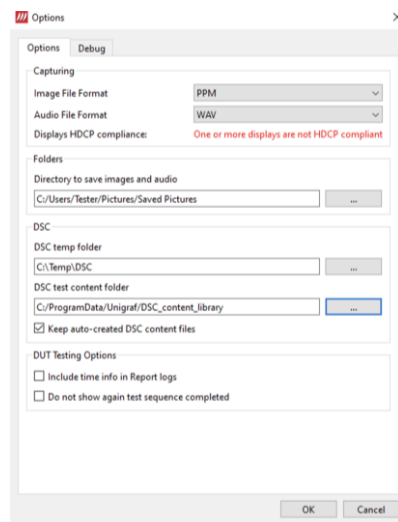 Options
Options Debug
Capturing
Image File Format PPM
Audio File Format WAV
Displays HDCP compliance: One or more displays are not HDCP compliant
Folders
Directory to save images and audio
C:/Users/Tester/Pictures/Saved Pictures ...
DSC
DSC temp folder
C:\Temp\DSC ...
DSC test content folder
C:/ProgramData/Unigraf/DSC_content_library ...
Keep auto-created DSC content files
DUT Testing Options
Include time info in Report logs
Do not show again test sequence completed
OK Cancel